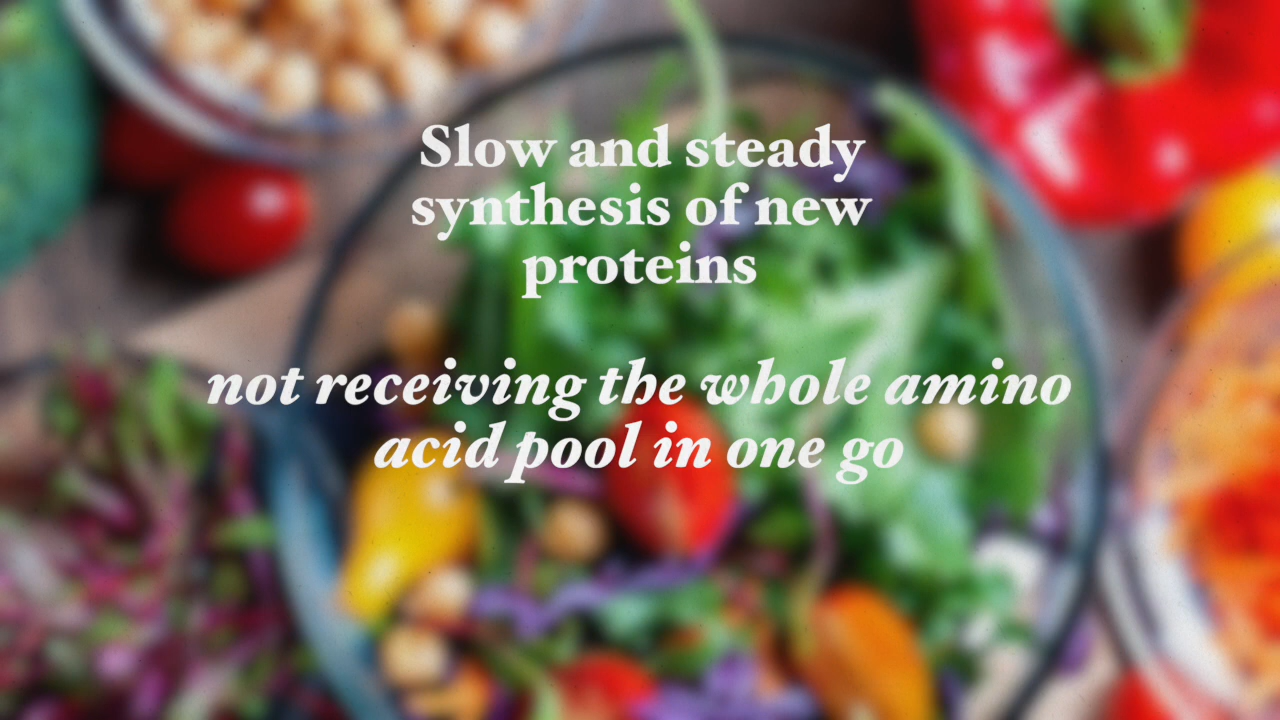 Slow and steady
synthesis of new
proteins
not receiving the whole amino
acid pool in one go